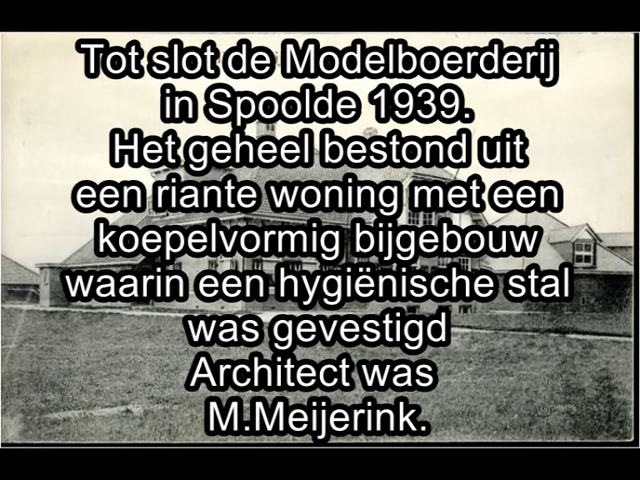 Tot slot de Modelboerderij
in Spoolde 1939.
Het geheel bestond uit
een riante woning met een
koepelvormig bijgebouw
waarin een hygiënische stal
was gevestigd
Architect was
M.Meijerink.